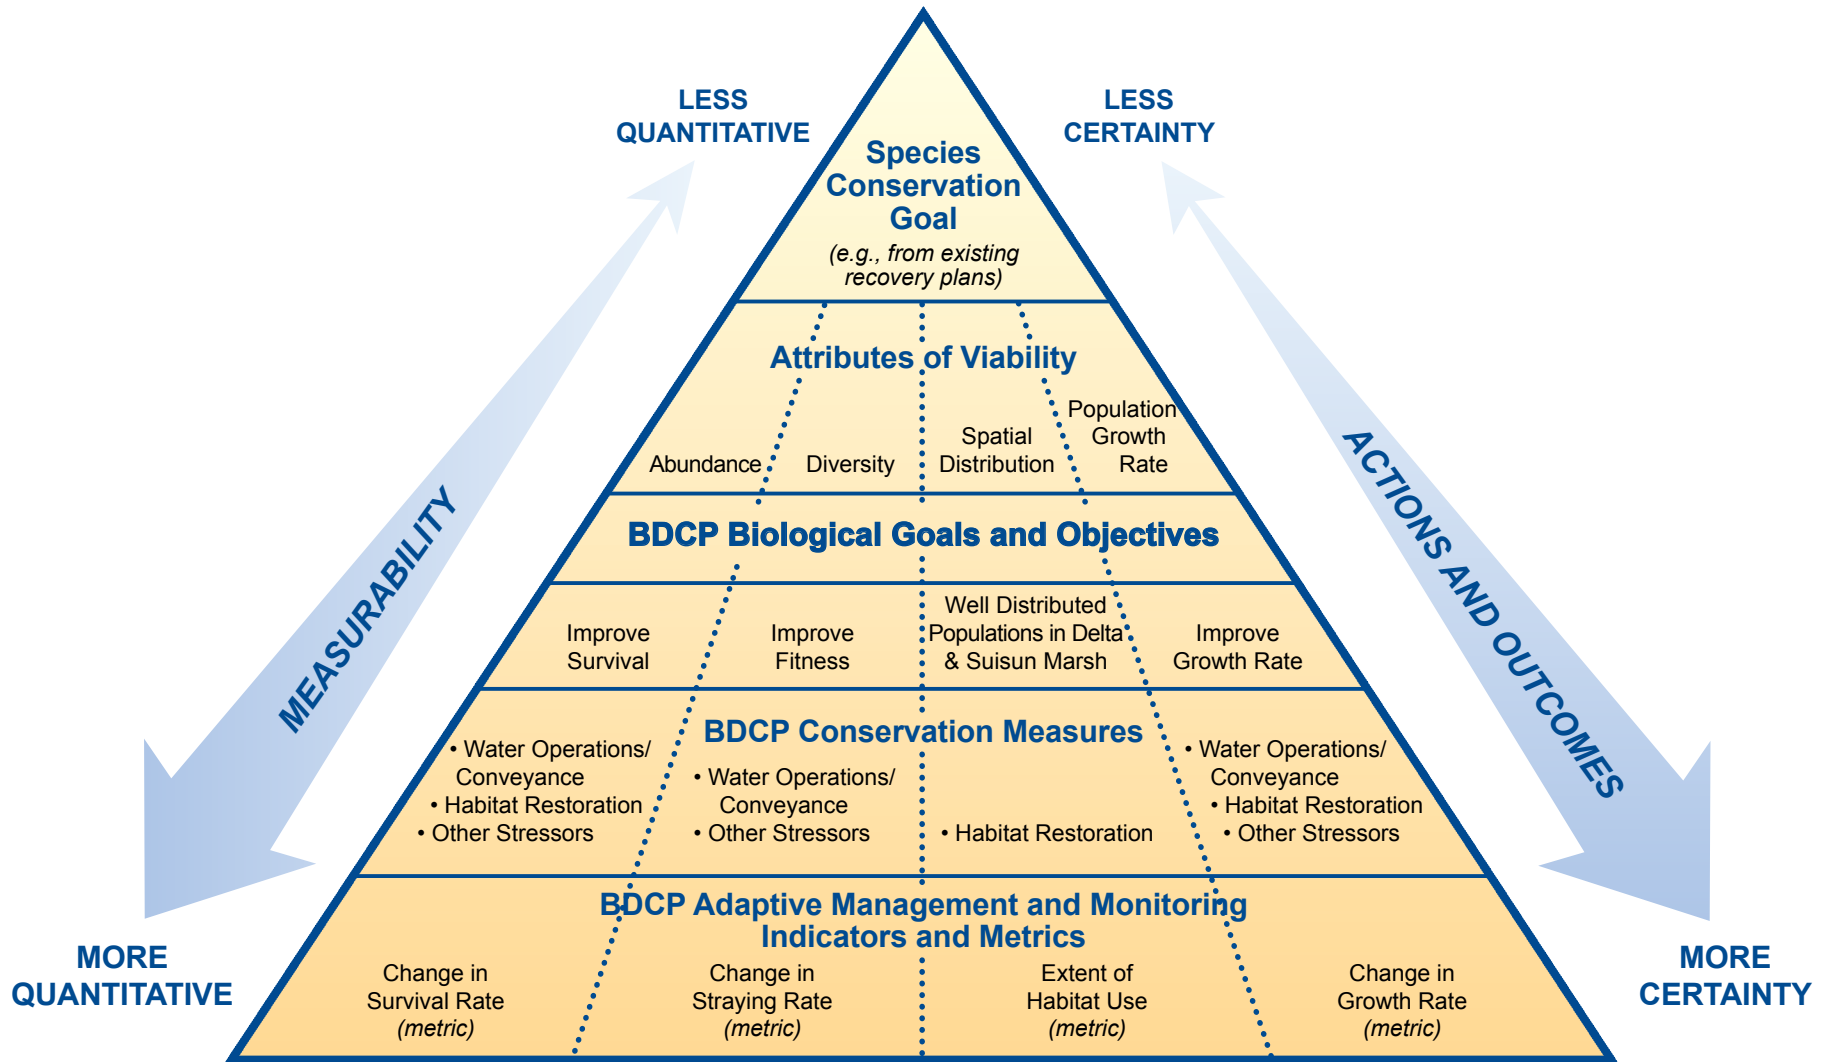 LESS
QUANTITATIVE
LESS
CERTAINTY
Species
Conservation
Goal
(e.g., from existing
recovery plans)
MEASURABILITY
ACTIONS AND OUTCOMES
Attributes of Viability
Abundance
Diversity
Spatial
Distribution
Population
Growth
Rate
BDCP Biological Goals and Objectives
Improve
Survival
Improve
Fitness
Well Distributed
Populations in Delta
& Suisun Marsh
Improve
Growth Rate
BDCP Conservation Measures
• Water Operations/
Conveyance
• Habitat Restoration
• Other Stressors
• Water Operations/
Conveyance
• Other Stressors
• Habitat Restoration
• Water Operations/
Conveyance
• Habitat Restoration
• Other Stressors
BDCP Adaptive Management and Monitoring
Indicators and Metrics
Change in
Survival Rate
(metric)
Change in
Straying Rate
(metric)
Extent of
Habitat Use
(metric)
Change in
Growth Rate
(metric)
MORE
QUANTITATIVE
MORE
CERTAINTY